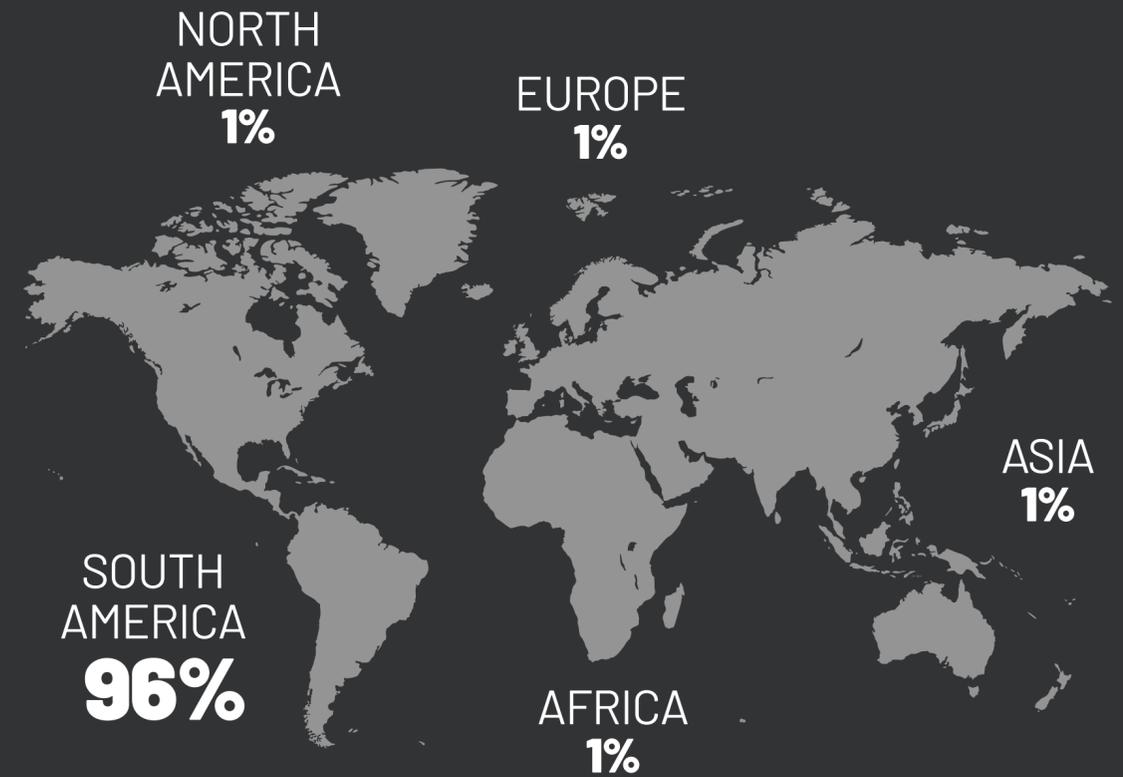 NORTH
AMERICA
1%
EUROPE
1%
ASIA
1%
SOUTH
AMERICA
96%
AFRICA
1%